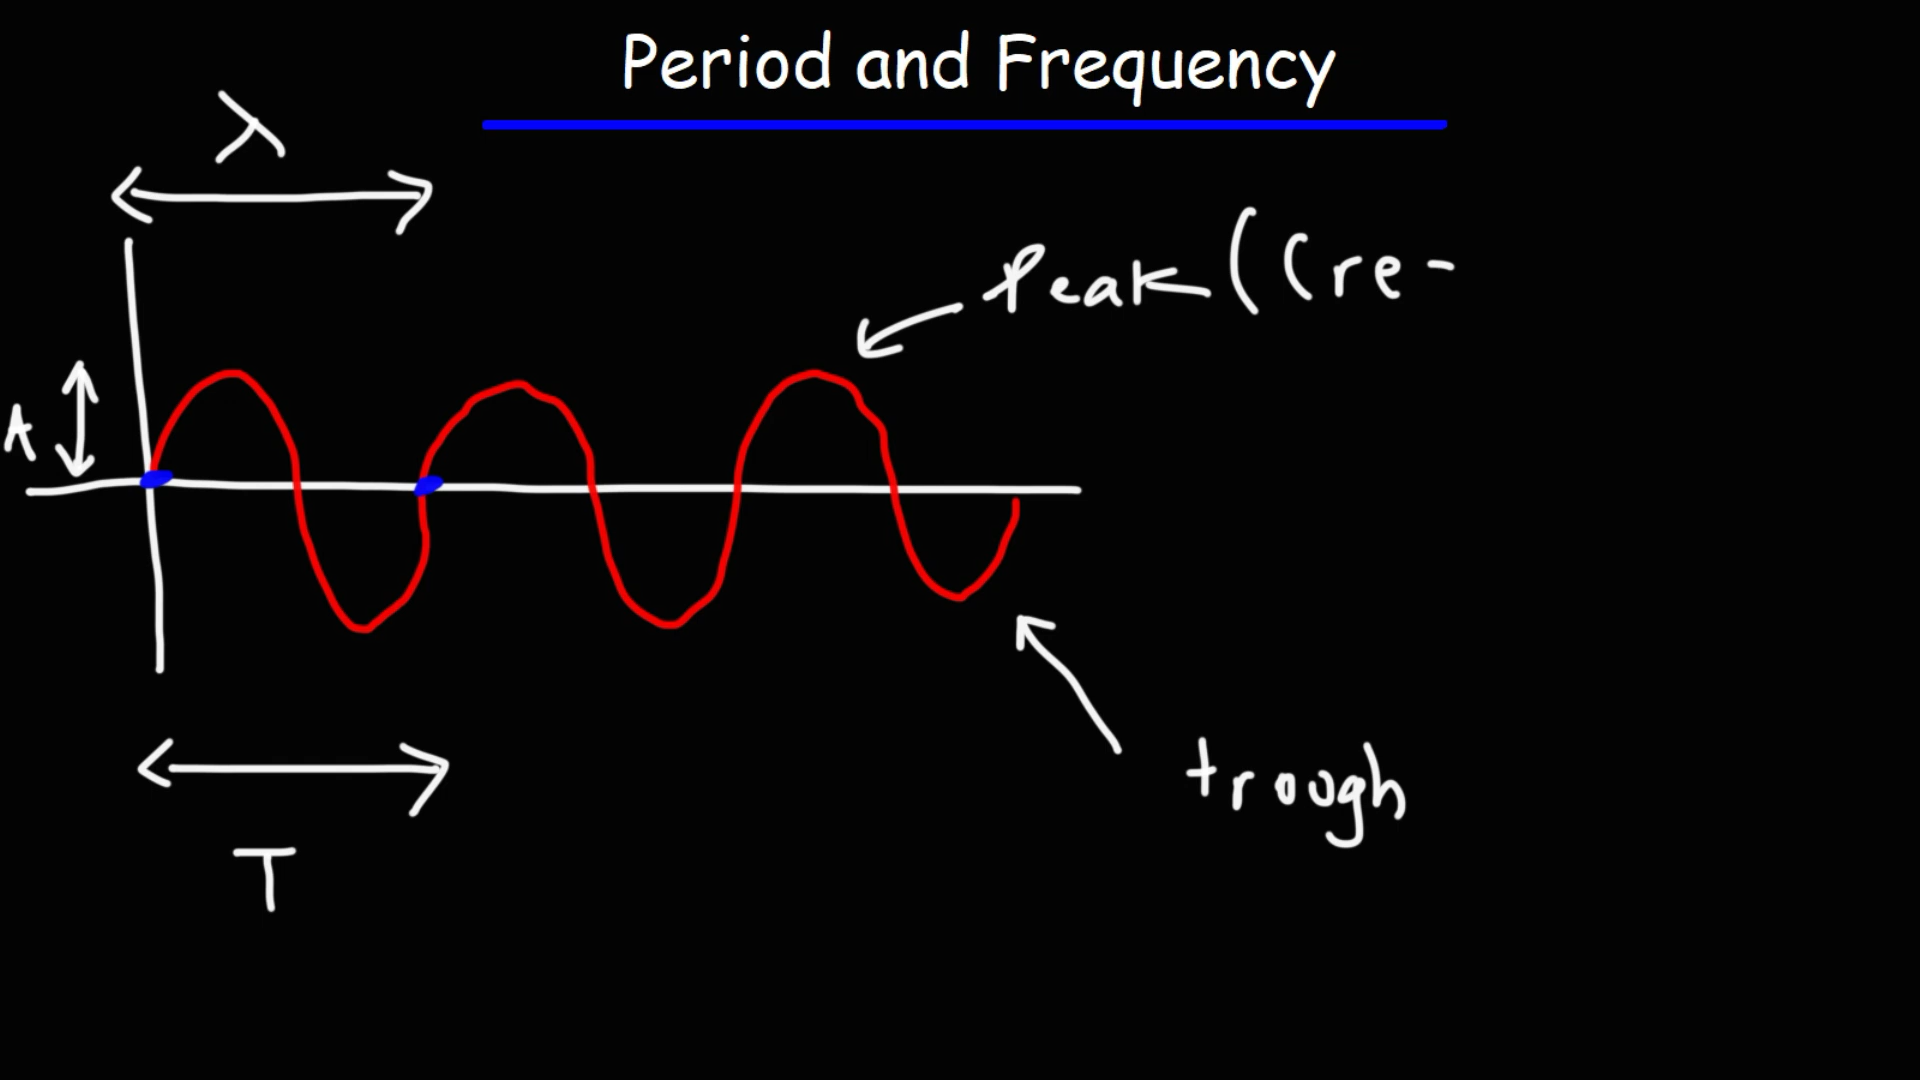 Period and Frequency
λ
Peak (Cre-
A
trough
T